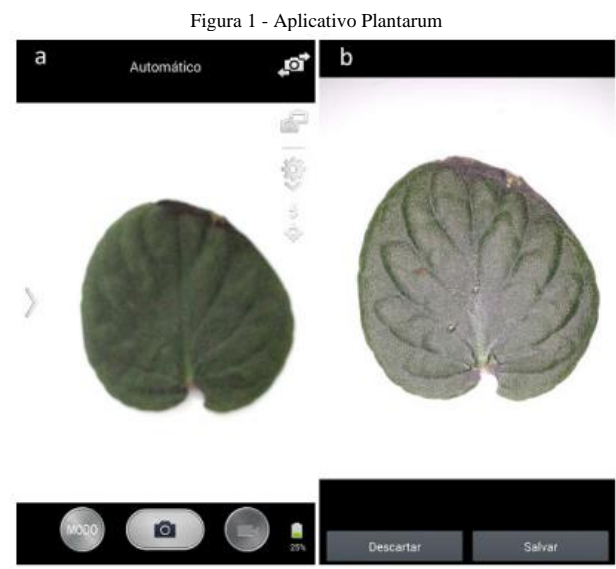 Figura 1 - Aplicativo Plantarum
a
Automático
b
MODO
25%
Descartar
Salvar